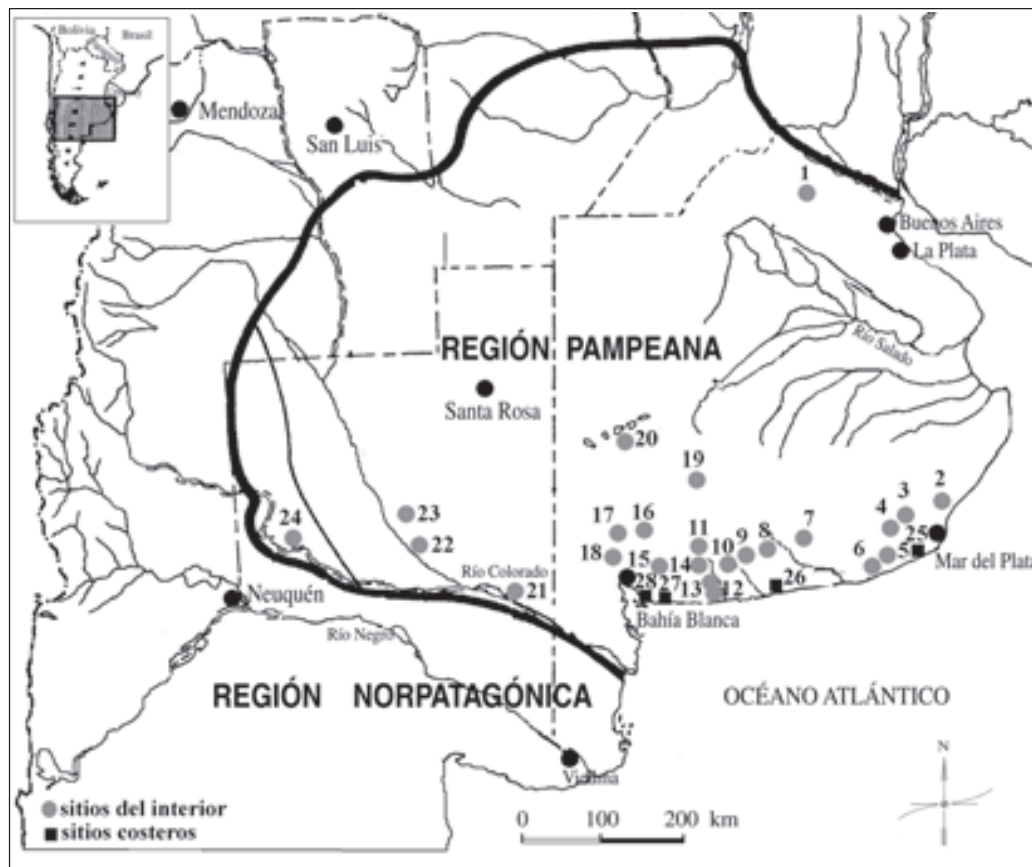 Bolivia
Brasil
Mendoza
San Luis
1
Buenos Aires
La Plata
REGIÓN PAMPEANA
Río Salado
Santa Rosa
20
19
2
3
4
17
16
11
10
9
8
7
24
23
22
18
15
14
6
5
25
Mar del Plata
Río Colorado
21
28
27
13
12
26
Neuquén
Bahía Blanca
Río Negro
REGIÓN NORPATAGÓNICA
OCÉANO ATLÁNTICO
N
Viedma
sitios del interior
sitios costeros
0 100 200 km